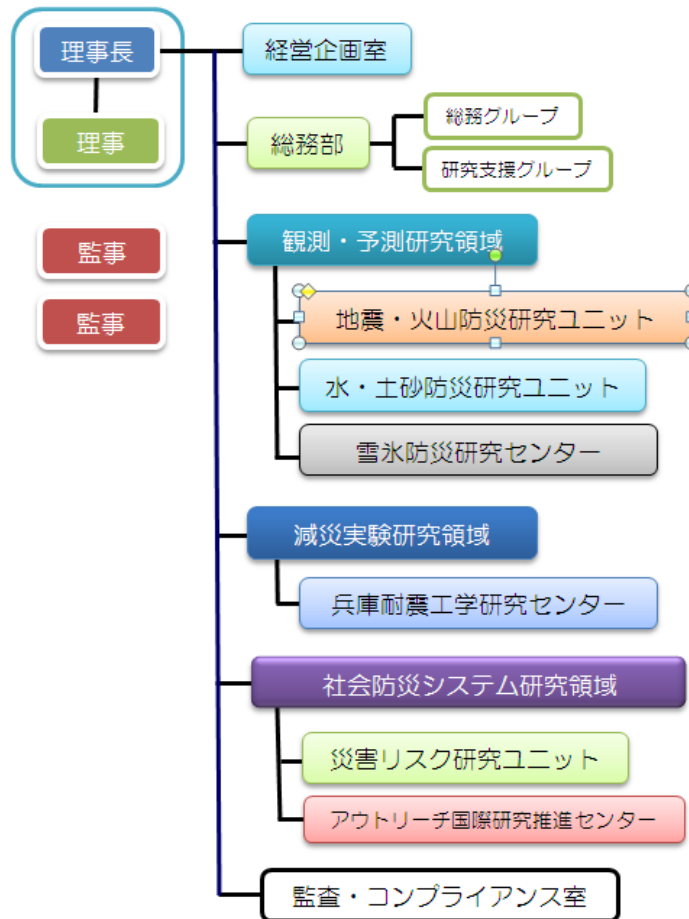 理事長
経営企画室
理事
総務部
総務グループ
研究支援グループ
監事
監事
観測・予測研究領域
地震・火山防災研究ユニット
水・土砂防災研究ユニット
雪氷防災研究センター
減災実験研究領域
兵庫耐震工学研究センター
社会防災システム研究領域
災害リスク研究ユニット
アウトリーチ国際研究推進センター
監査・コンプライアンス室